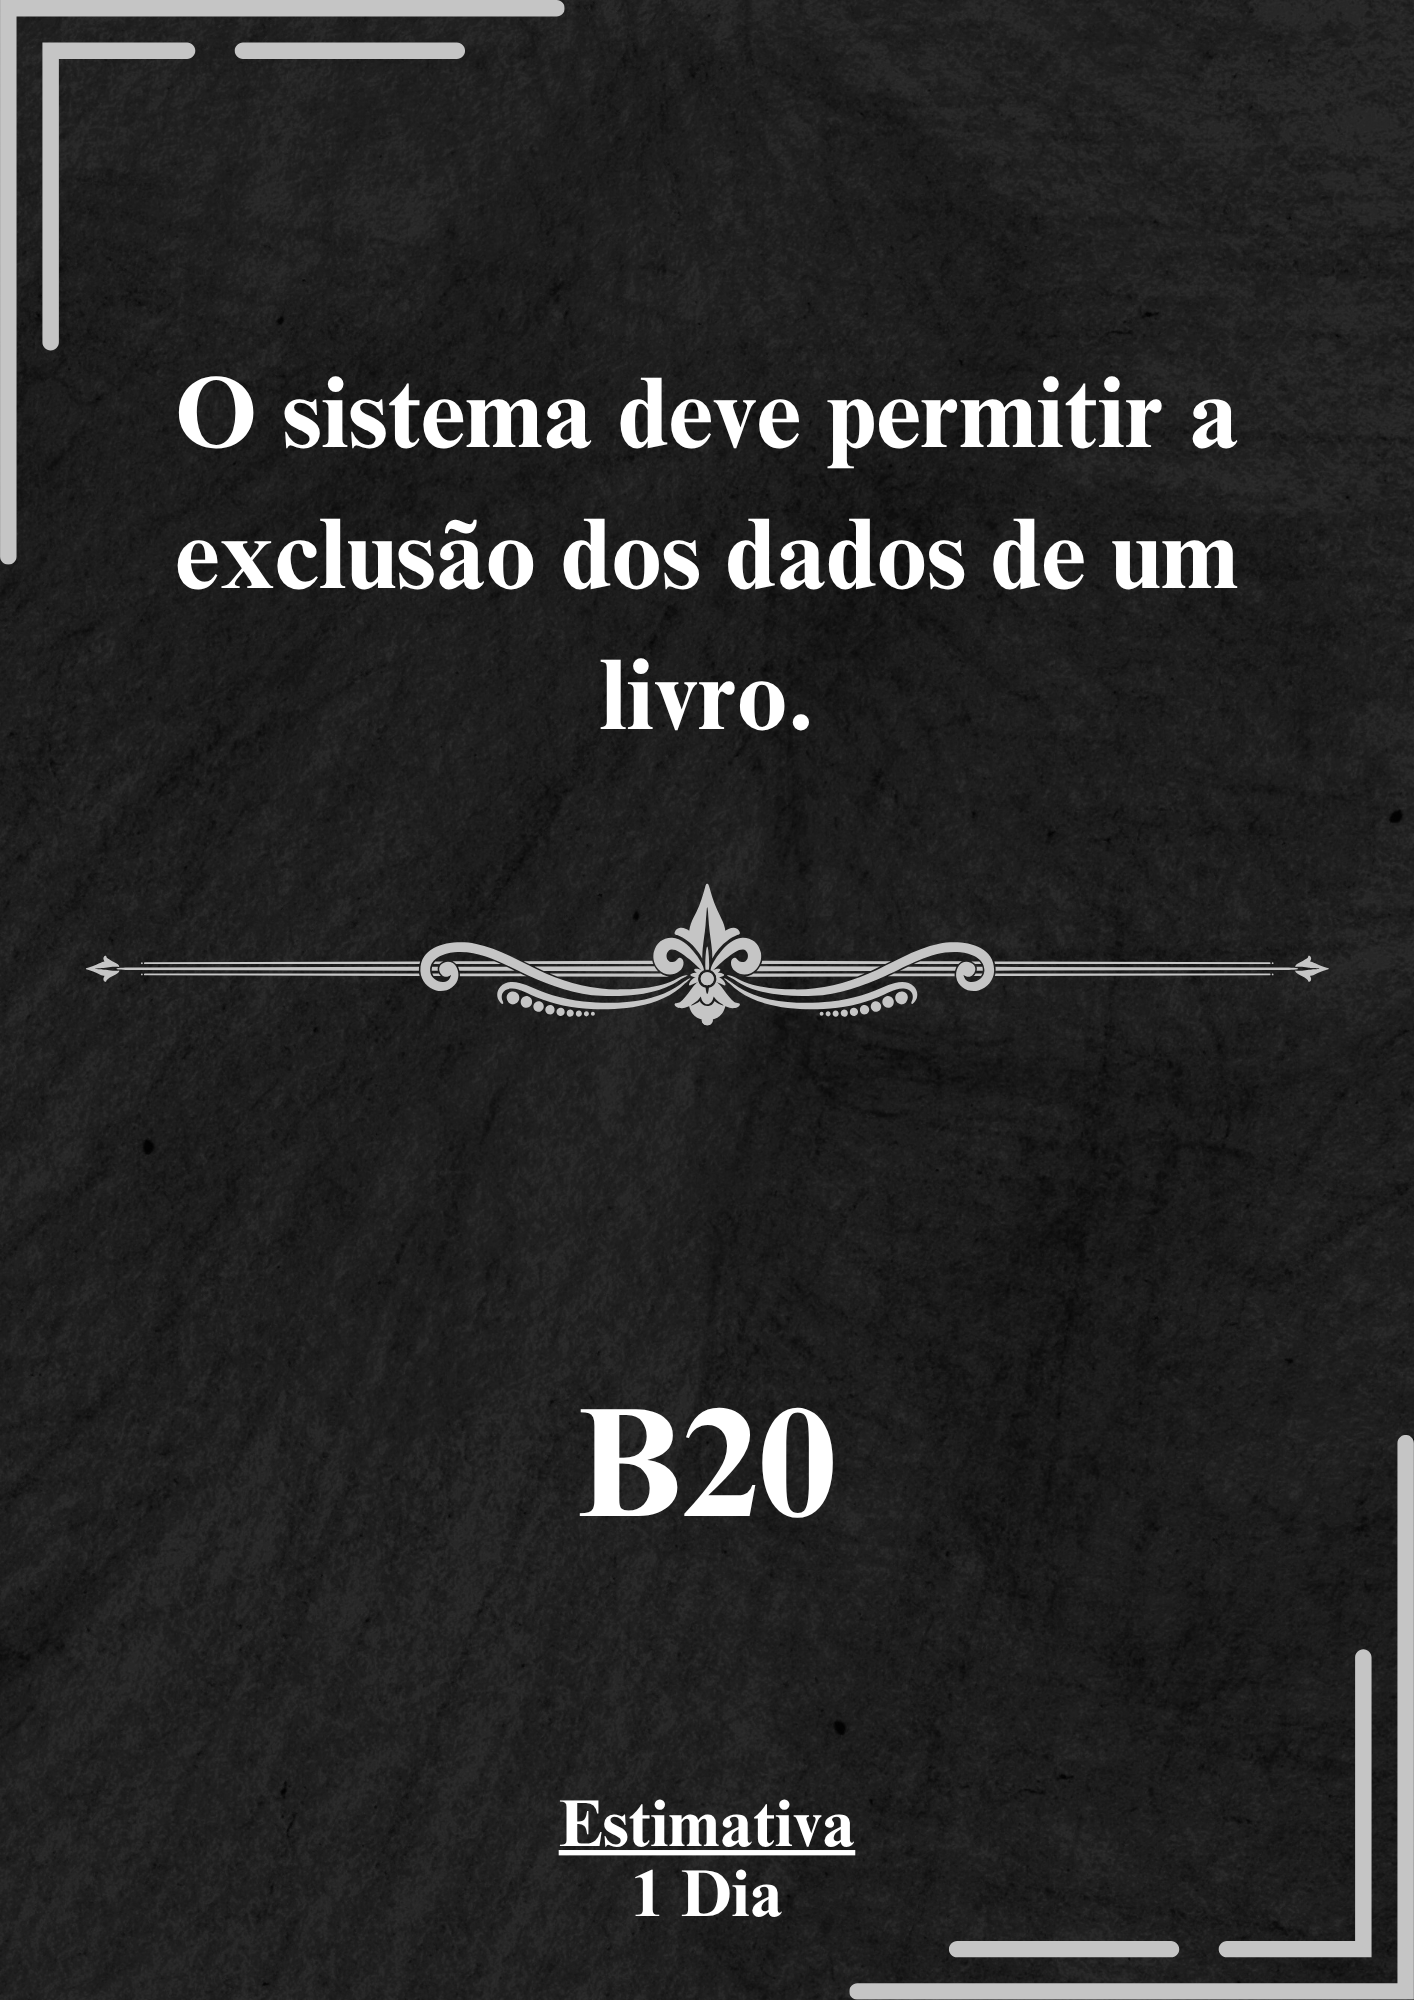 O sistema deve permitir a
exclusão dos dados de um
livro.
B20
Estimativa
1 Dia